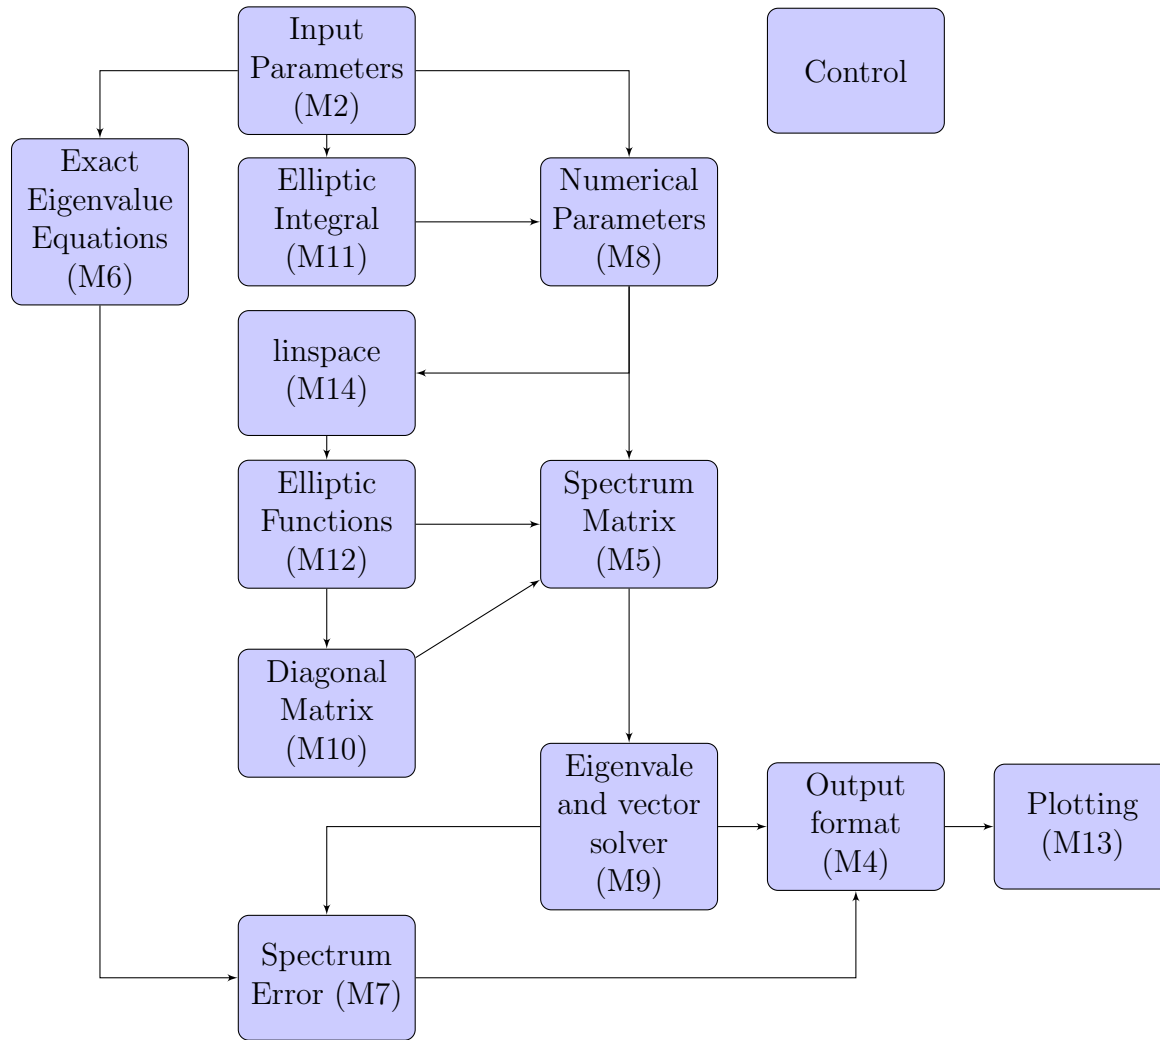 Input
Parameters
(M2)
Control
Exact
Eigenvalue
Equations
(M6)
Elliptic
Integral
(M11)
Numerical
Parameters
(M8)
linspace
(M14)
Elliptic
Functions
(M12)
Spectrum
Matrix
(M5)
Diagonal
Matrix
(M10)
Eigenvale
and vector
solver
(M9)
Output
format
(M4)
Plotting
(M13)
Spectrum
Error (M7)